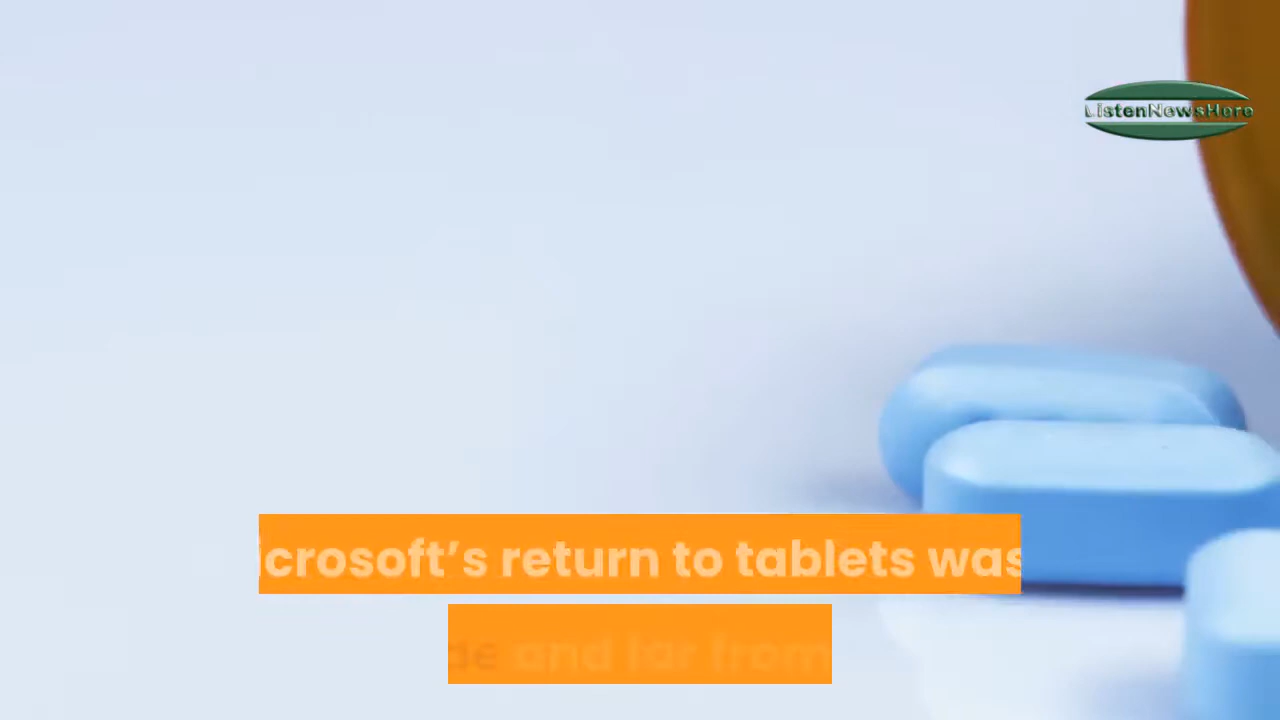 ListenNewsHere
icrosoft’s return to tablets was
and far from